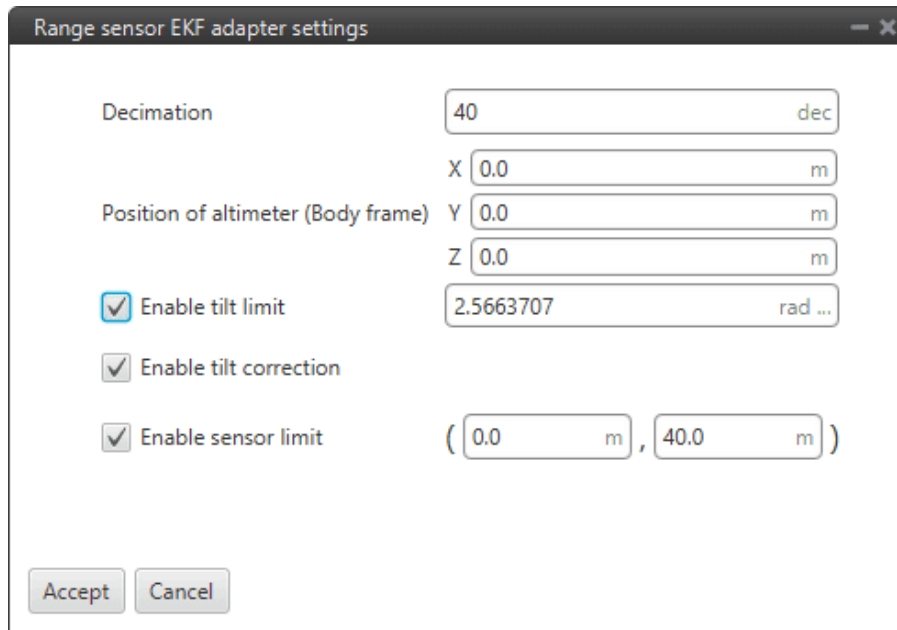 Range sensor EKF adapter settings
Decimation 40 dec
X 0.0 m
Position of altimeter (Body frame) Y 0.0 m
Z 0.0 m
Enable tilt limit 2.5663707 rad ...
Enable tilt correction
Enable sensor limit ( 0.0 m , 40.0 m )
Accept Cancel